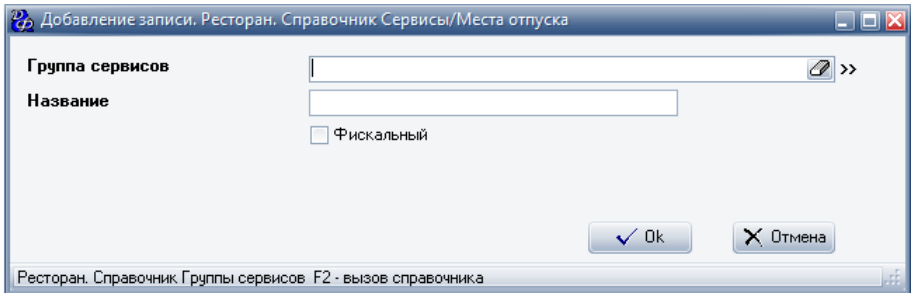 Добавление записи. Ресторан. Справочник Сервисы/Места отпуска
Группа сервисов >>
Название
Фискальный
Ok Отмена
Ресторан. Справочник Группы сервисов F2 - вызов справочника